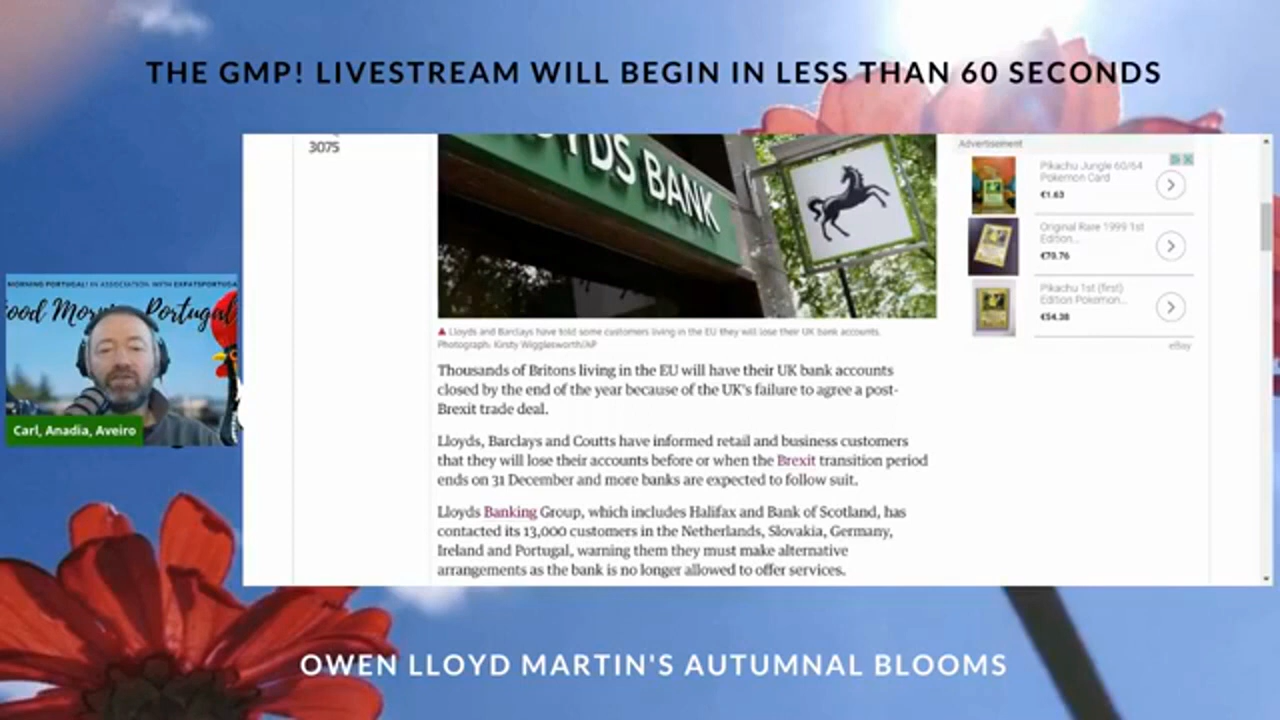 THE GMP! LIVESTREAM WILL BEGIN IN LESS THAN 60 SECONDS
3075
LOYDS BANK
Advertisement
Pikachu Jungle 60/64
Pokemon Card
€1.63
Original Rare 1999 1st
Edition...
€70.76
Pikachu 1st (first)
Edition Pokemon...
€54.38
eBay
Lloyds and Barclays have told some customers living in the EU they will lose their UK bank accounts.
Photograph: Kirsty Wigglesworth/AP
Thousands of Britons living in the EU will have their UK bank accounts
closed by the end of the year because of the UK's failure to agree a post-
Brexit trade deal.
Lloyds, Barclays and Coutts have informed retail and business customers
that they will lose their accounts before or when the Brexit transition period
ends on 31 December and more banks are expected to follow suit.
Lloyds Banking Group, which includes Halifax and Bank of Scotland, has
contacted its 13,000 customers in the Netherlands, Slovakia, Germany,
Ireland and Portugal, warning them they must make alternative
arrangements as the bank is no longer allowed to offer services.
MORNING PORTUGAL! IN ASSOCIATION WITH EXPATSPORTUGA
ood Morn Portugal
Carl, Anadia, Aveiro
OWEN LLOYD MARTIN'S AUTUMNAL BLOOMS